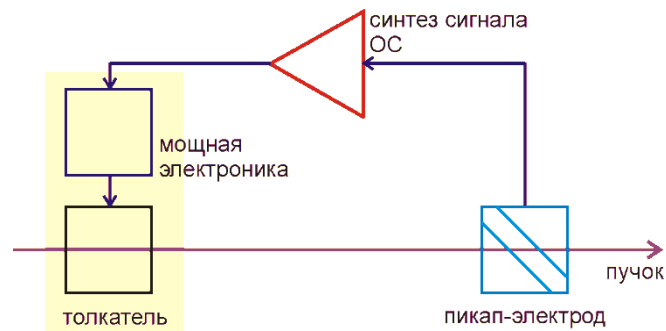 синтез сигнала
ОС
мощная
электроника
пучок
толкатель
пикап-электрод